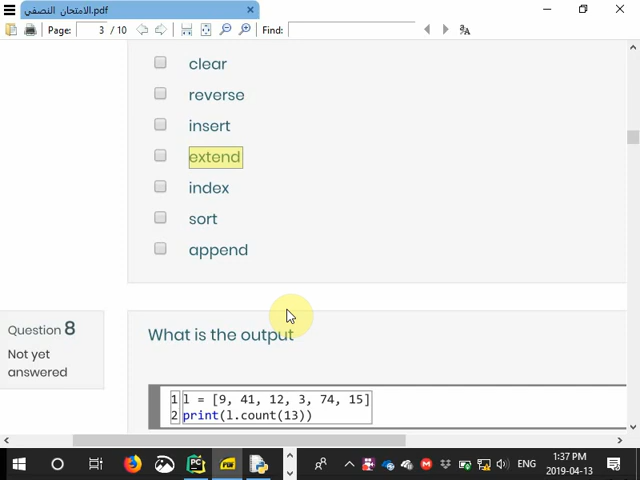 الامتحان النصفي.pdf
Page: 3 / 10 Find:
clear
reverse
insert
extend
index
sort
append
Question 8
Not yet
answered
What is the output
1 l = [9, 41, 12, 3, 74, 15]
2 print(l.count(13))
1:37 PM
2019-04-13